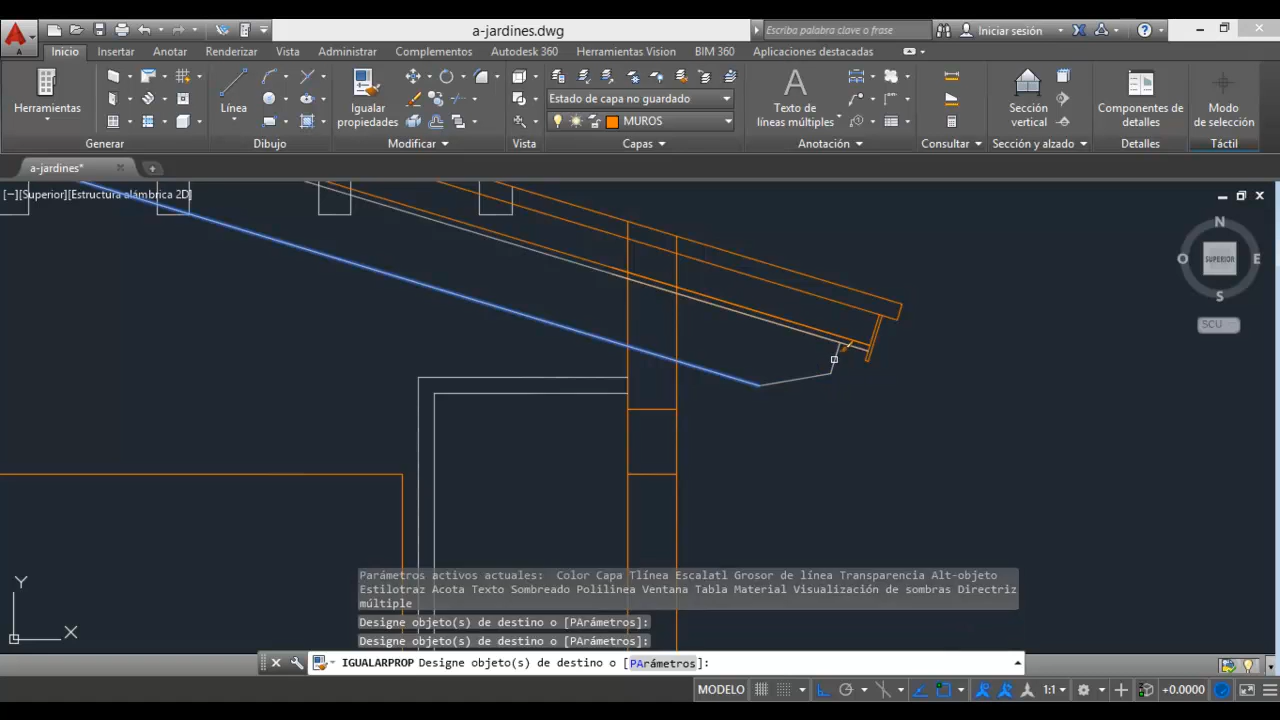 a-jardines.dwg
Escriba palabra clave o frase
Iniciar sesión
Inicio Insertar Anotar Renderizar Vista Administrar Complementos Autodesk 360 Herramientas Vision BIM 360 Aplicaciones destacadas
Herramientas
Línea
Igualar
propiedades
Estado de capa no guardado
MUROS
Texto de
líneas múltiples
Sección
vertical
Componentes de
detalles
Modo
de selección
General Dibujo Modificar Vista Capas Anotación Consultar Sección y alzado Detalles Táctil
a-jardines*
[−][Superior][Estructura alámbrica 2D]
N
O SUPERIOR E
S
SCU
Y
X
Parámetros activos actuales: Color Capa Tlínea Escalatl Grosor de línea Transparencia Alt-objeto
Estilotraz Acota Texto Sombreado Polilínea Ventana Tabla Material Visualización de sombras Directriz
múltiple
Designe objeto(s) de destino o [PArámetros]:
Designe objeto(s) de destino o [PArámetros]:
IGUALARPROP Designe objeto(s) de destino o [PArámetros]:
MODELO 1:1 +0.0000